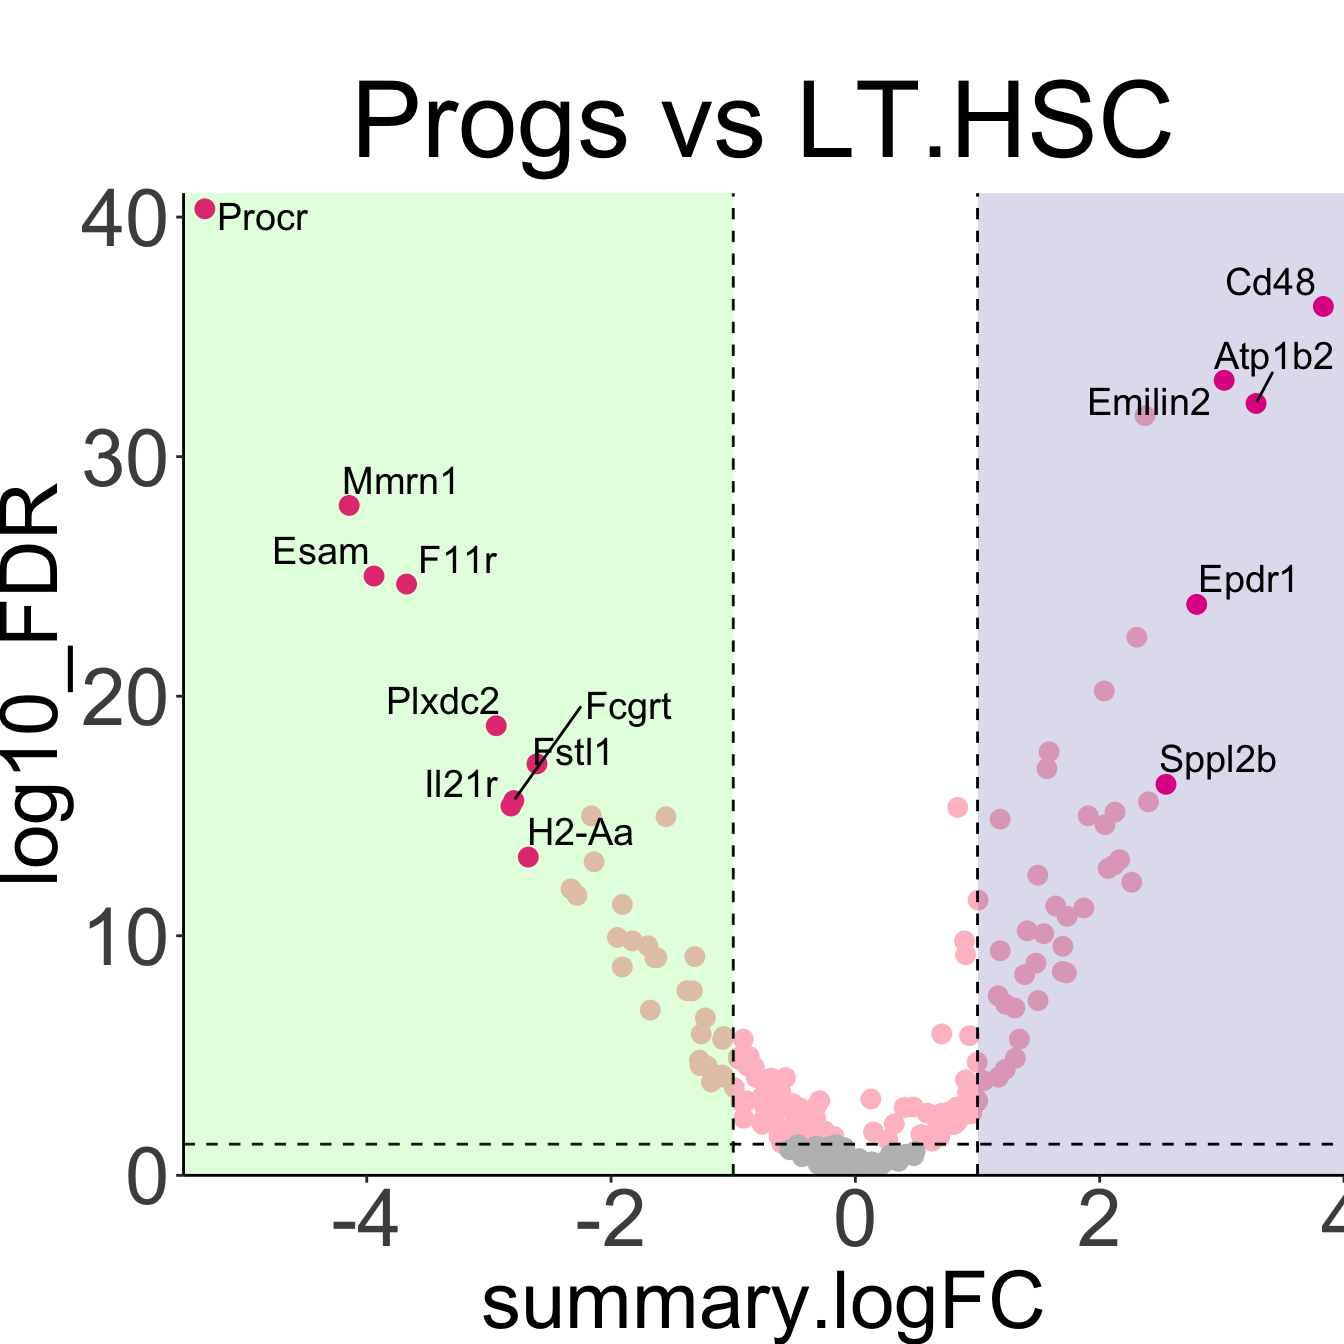 Progs vs LT.HSC
40
Procr
Cd48
Atp1b2
Emilin2
30
Mmrn1
Esam
F11r
Epdr1
20
Plxdc2
Fcgrt
Fstl1
Sppl2b
Il21r
H2-Aa
10
0
log10_FDR
-4
-2
0
2
4
summary.logFC